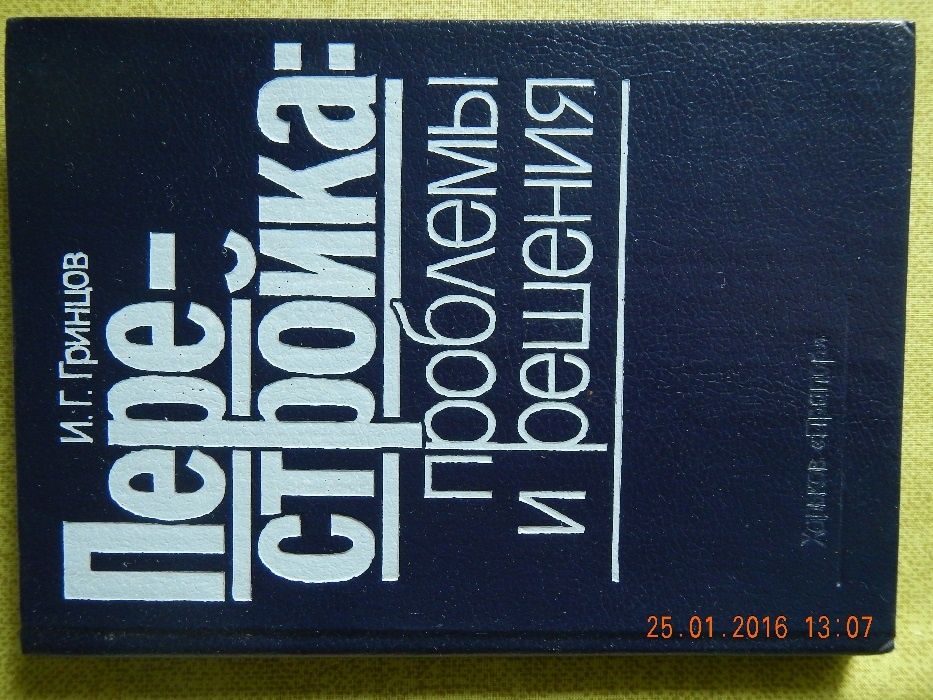 И. Г. Гринцов
Пере-
стройка:
проблемы
и решения
25.01.2016 13:07